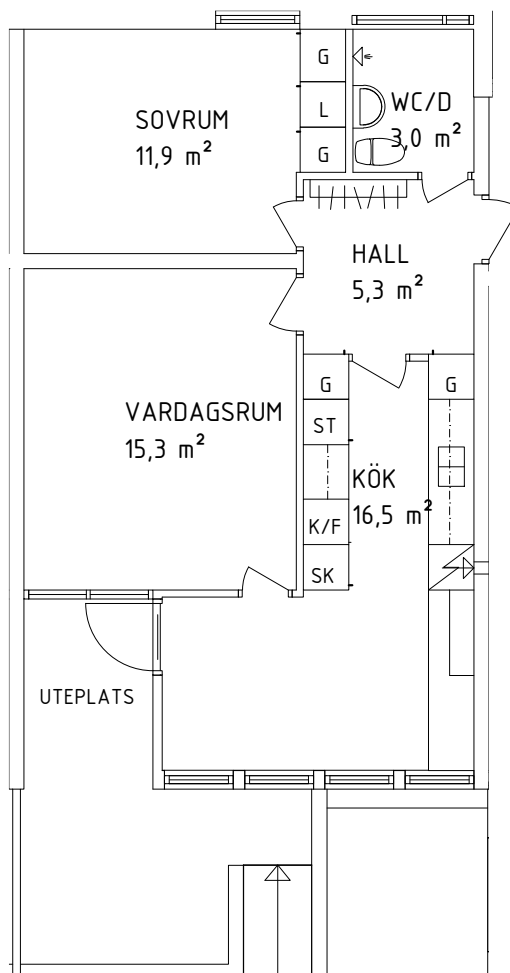 G
SOVRUM
11,9 m²
L
G
WC/D
3,0 m²
HALL
5,3 m²
G
G
VARDAGSRUM
15,3 m²
ST
KÖK
16,5 m²
K/F
SK
UTEPLATS